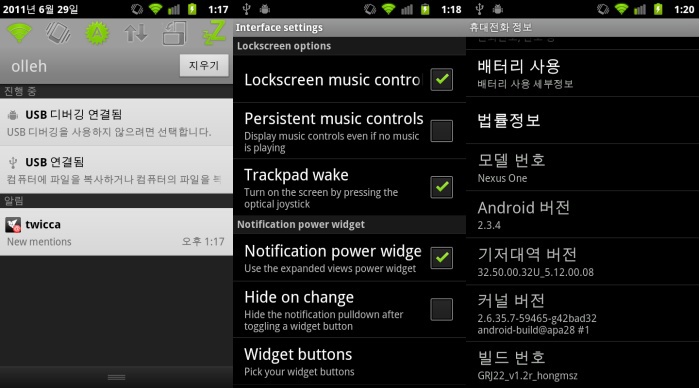 2011년 6월 29일
1:17
olleh
지우기
진행 중
USB 디버깅 연결됨
USB 디버깅을 사용하지 않으려면 선택합니다.
USB 연결됨
컴퓨터에 파일을 복사하거나 컴퓨터의 파일을
알림
twicca
New mentions
오후 1:17
1:18
Interface settings
Lockscreen options
Lockscreen music contro
Persistent music controls
Display music controls even if no music
is playing
Trackpad wake
Turn on the screen by pressing the
optical joystick
Notification power widget
Notification power widge
Use the expanded views power widget
Hide on change
Hide the notification pulldown after
toggling a widget button
Widget buttons
Pick your widget buttons
1:20
휴대전화 정보
배터리 사용
배터리 사용 세부정보
법률정보
모델 번호
Nexus One
Android 버전
2.3.4
기저대역 버전
32.50.00.32U_5.12.00.08
커널 버전
2.6.35.7-59465-g42bad32
android-build@apa28 #1
빌드 번호
GRJ22_v1.2r_hongmsz